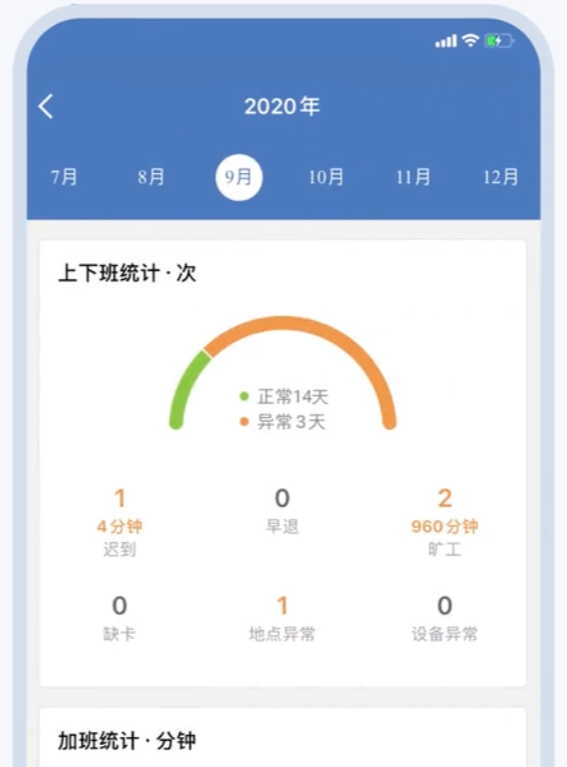 2020年
7月 8月 9月 10月 11月 12月
上下班统计·次
正常14天
异常3天
1 0 2
4分钟 早退 960分钟
迟到 旷工
0 1 0
缺卡 地点异常 设备异常
加班统计·分钟